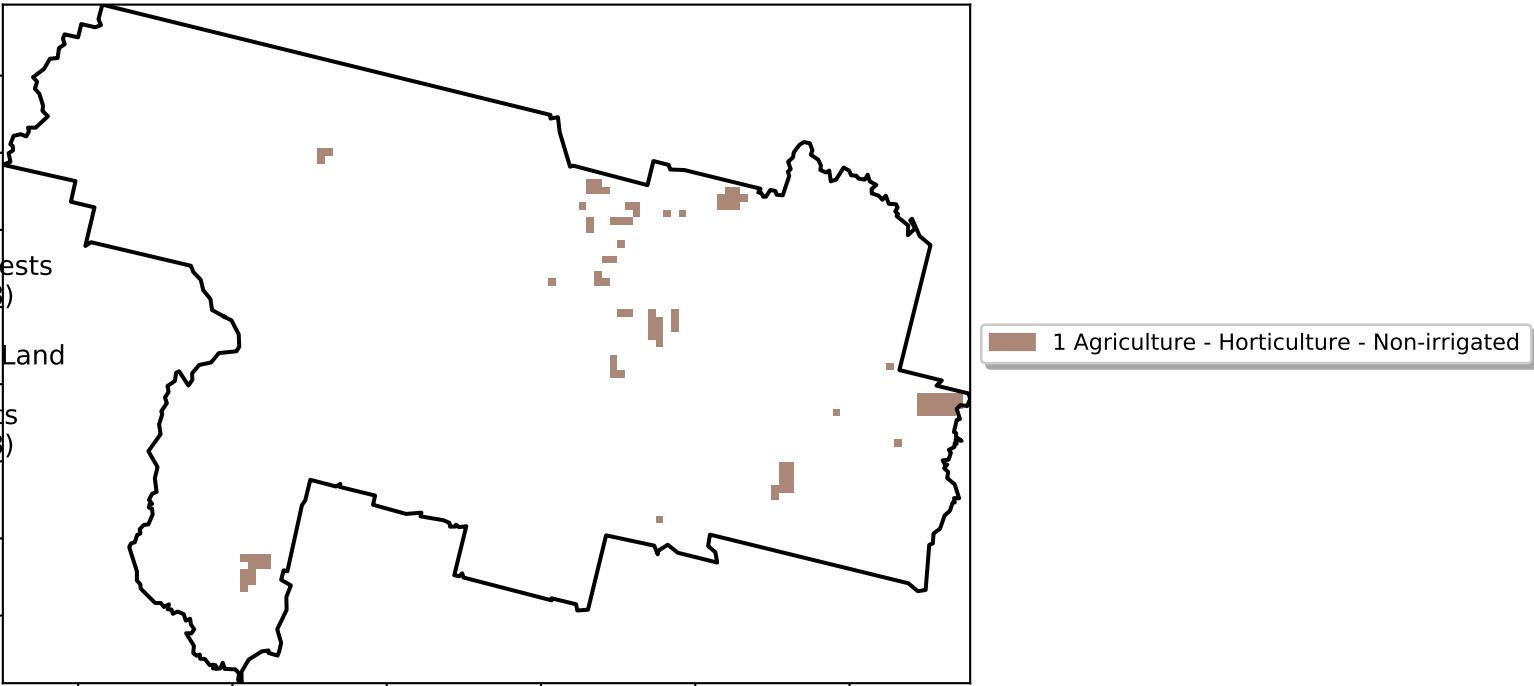 ests
)
Land
s
)
1 Agriculture - Horticulture - Non-irrigated